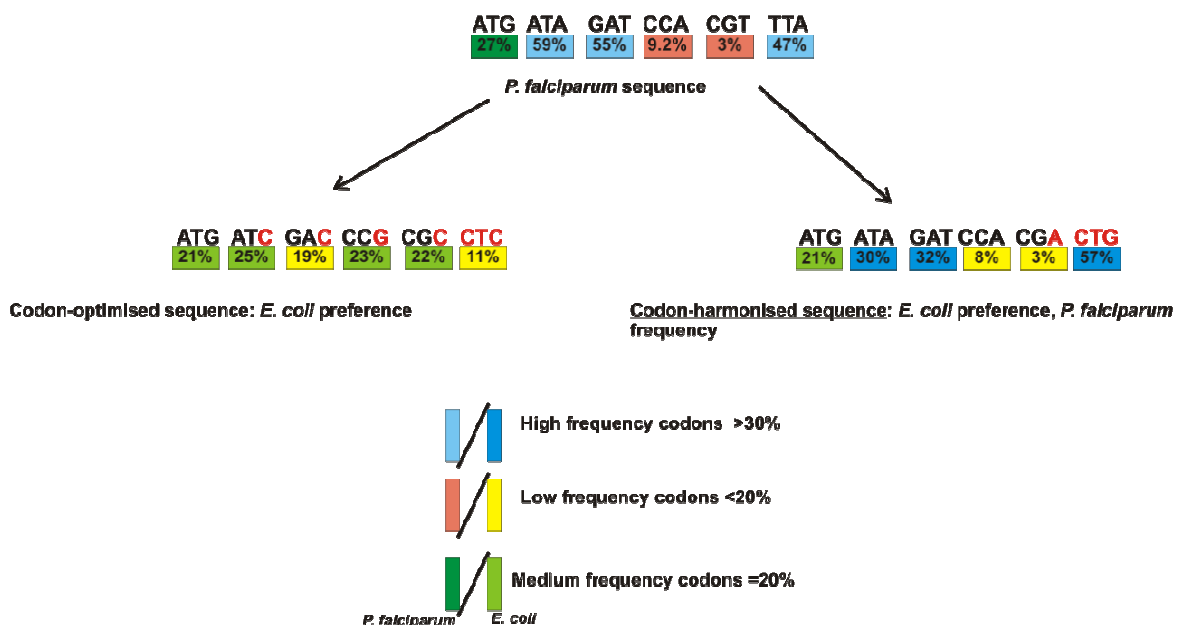 ATG ATA GAT CCA CGT TTA
27% 59% 55% 9.2% 3% 47%
P. falciparum sequence
ATG ATC GAC CCG CGC CTC
21% 25% 19% 23% 22% 11%
Codon-optimised sequence: E. coli preference
ATG ATA GAT CCA CGA CTG
21% 30% 32% 8% 3% 57%
Codon-harmonised sequence: E. coli preference, P. falciparum
frequency
High frequency codons >30%
Low frequency codons <20%
Medium frequency codons =20%
P. falciparum E. coli